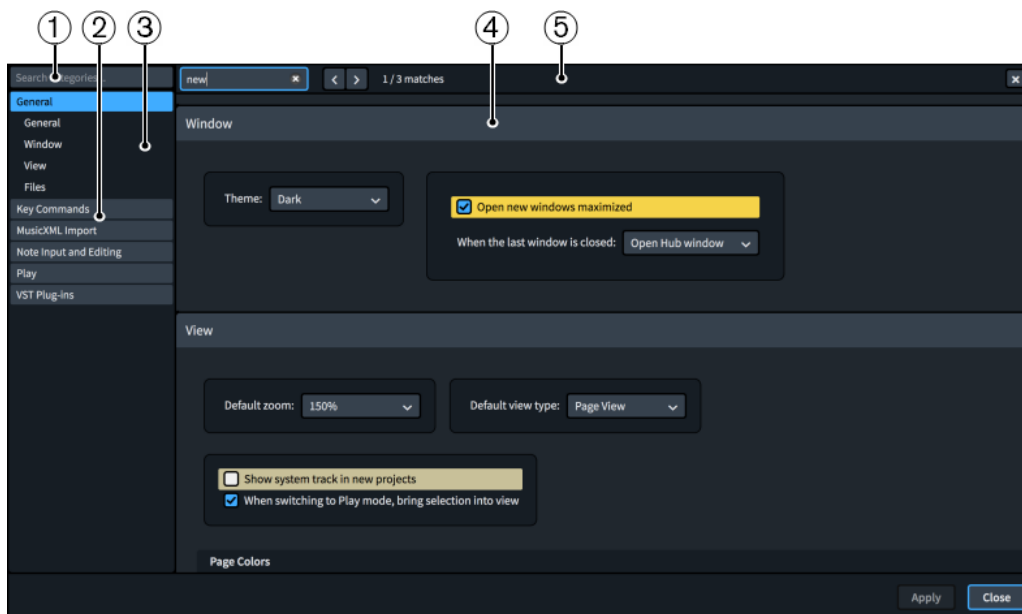 1 2 3 4 5
Search categories...
new
1 / 3 matches
General
General
Window
View
Files
Key Commands
MusicXML Import
Note Input and Editing
Play
VST Plug-ins
Window
Theme: Dark
Open new windows maximized
When the last window is closed: Open Hub window
View
Default zoom: 150%
Default view type: Page View
Show system track in new projects
When switching to Play mode, bring selection into view
Page Colors
Apply
Close